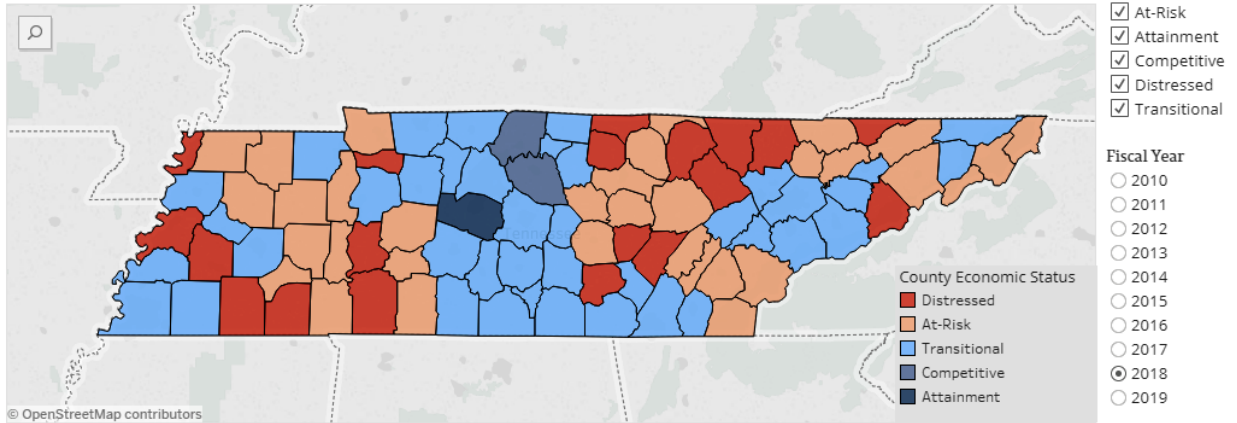 At-Risk
Attainment
Competitive
Distressed
Transitional
Fiscal Year
2010
2011
2012
2013
2014
2015
2016
2017
2018
2019
Tennessee
County Economic Status
Distressed
At-Risk
Transitional
Competitive
Attainment
© OpenStreetMap contributors